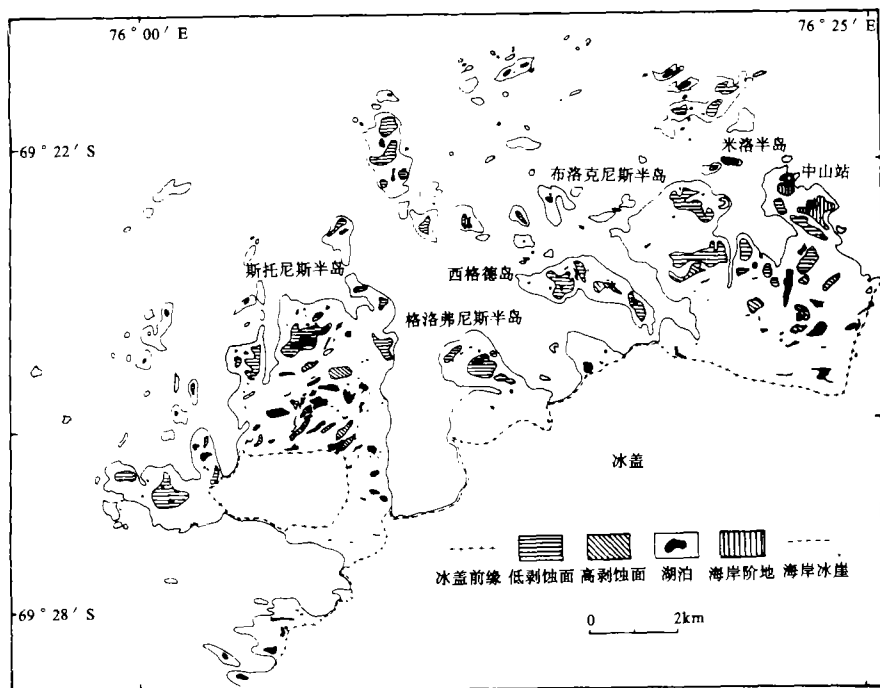 76° 00′ E
76° 25′ E
69° 22′ S
米洛半岛
布洛克尼斯半岛
中山站
斯托尼斯半岛
西格德岛
格洛弗尼斯半岛
冰盖
冰盖前缘 低剥蚀面 高剥蚀面 湖泊 海岸阶地 海岸冰崖
69° 28′ S
0 2km